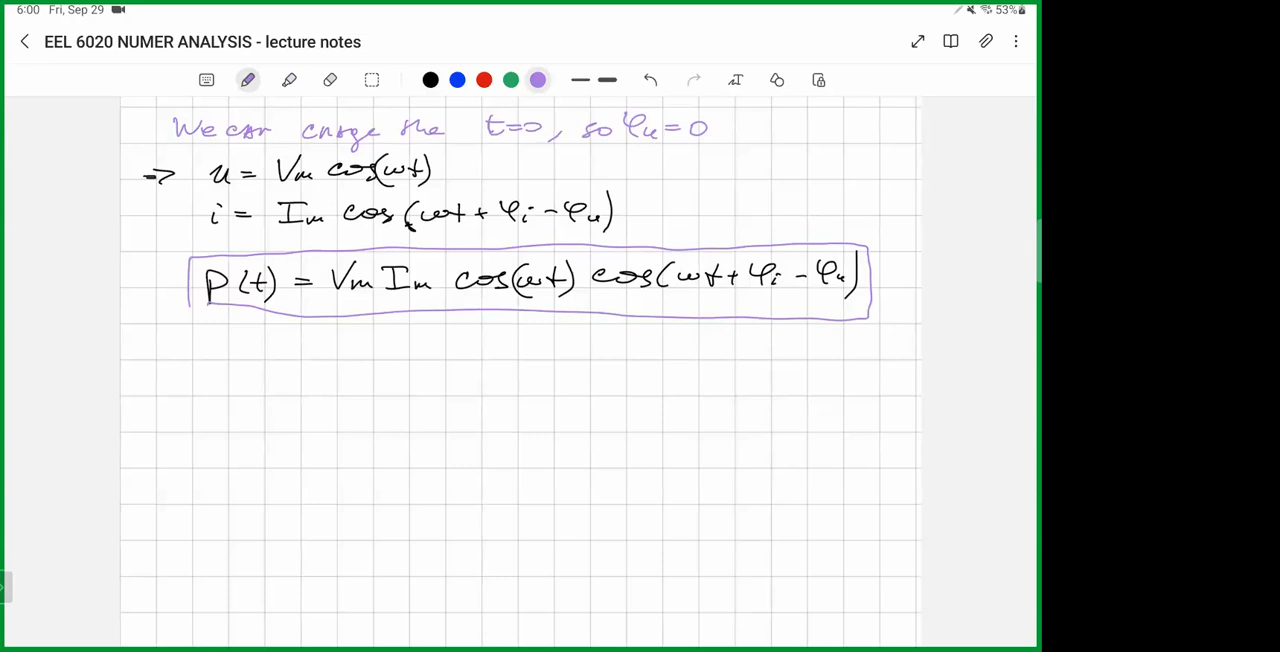 6:00 Fri, Sep 29 53%
EEL 6020 NUMER ANALYSIS - lecture notes
We can cnage the t=0, so φu=0
=> u = Vm cos(ωt)
i = Im cos(ωt + φi - φu)
P(t) = Vm Im cos(ωt) cos(ωt + φi - φu)